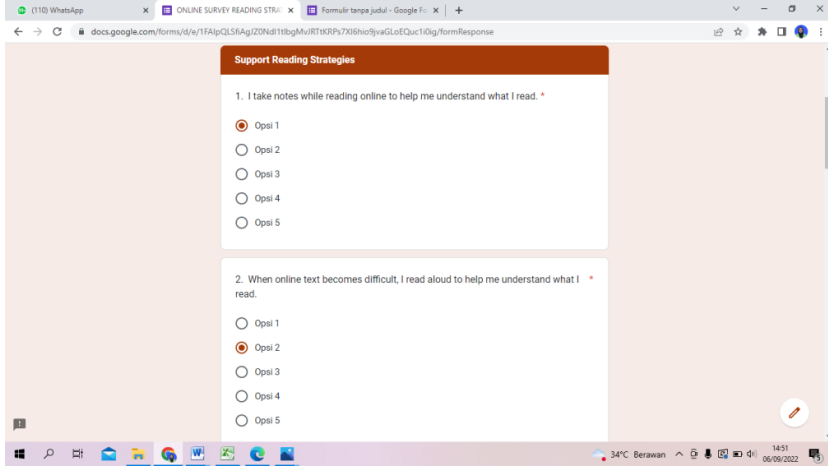 (110) WhatsApp
ONLINE SURVEY READING STRAT
Formulir tanpa judul - Google Fo
docs.google.com/forms/d/e/1FAIpQLSfiAgJZ0Ndl1tlbgMvJRTtKRPs7Xl6hio9jvaGLoEQuc1i0ig/formResponse
Support Reading Strategies
1. I take notes while reading online to help me understand what I read. *
Opsi 1
Opsi 2
Opsi 3
Opsi 4
Opsi 5
2. When online text becomes difficult, I read aloud to help me understand what I *
read.
Opsi 1
Opsi 2
Opsi 3
Opsi 4
Opsi 5
34°C Berawan
14:51
06/09/2022